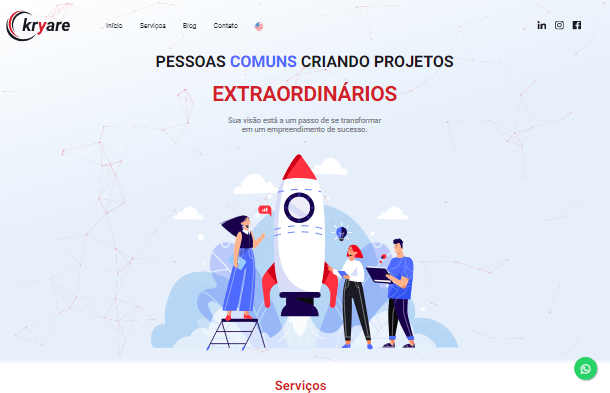 kryare
Início Serviços Blog Contato
PESSOAS COMUNS CRIANDO PROJETOS
EXTRAORDINÁRIOS
Sua visão está a um passo de se transformar
em um empreendimento de sucesso.
Serviços